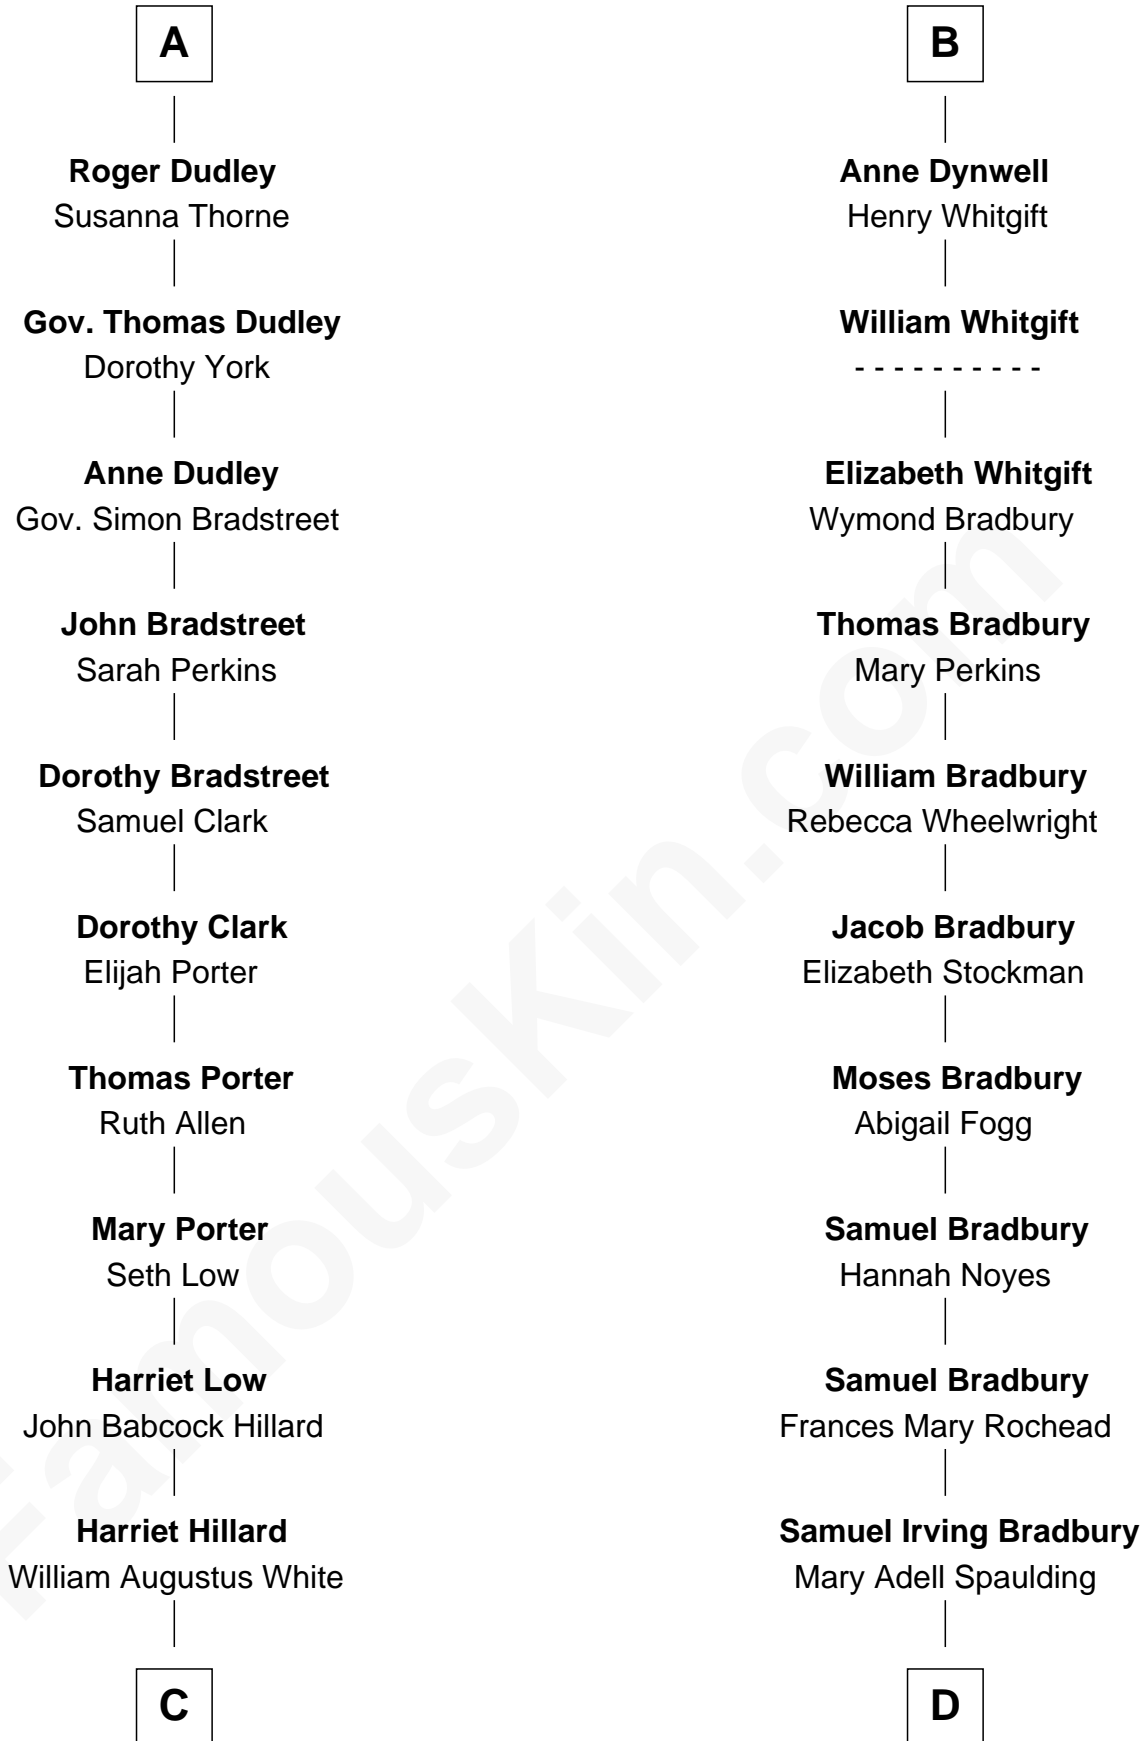 A
Roger Dudley
Susanna Thorne
Gov. Thomas Dudley
Dorothy York
Anne Dudley
Gov. Simon Bradstreet
John Bradstreet
Sarah Perkins
Dorothy Bradstreet
Samuel Clark
Dorothy Clark
Elijah Porter
Thomas Porter
Ruth Allen
Mary Porter
Seth Low
Harriet Low
John Babcock Hillard
Harriet Hillard
William Augustus White
C
B
Anne Dynwell
Henry Whitgift
William Whitgift
- - - - - - - - - -
Elizabeth Whitgift
Wymond Bradbury
Thomas Bradbury
Mary Perkins
William Bradbury
Rebecca Wheelwright
Jacob Bradbury
Elizabeth Stockman
Moses Bradbury
Abigail Fogg
Samuel Bradbury
Hannah Noyes
Samuel Bradbury
Frances Mary Rochead
Samuel Irving Bradbury
Mary Adell Spaulding
D
FamousKin.com